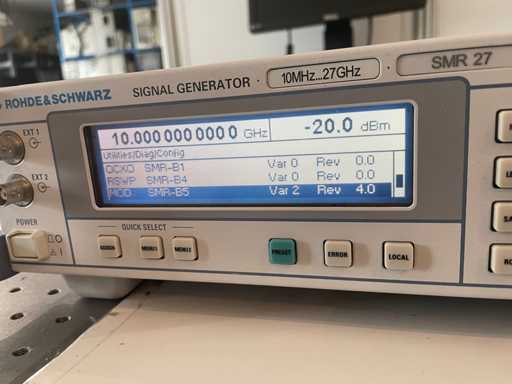 ROHDE&SCHWARZ
SIGNAL GENERATOR · 10MHz...27GHz · SMR 27
EXT 1
EXT 2
POWER
10.000 000 000 0 GHz -20.0 dBm
Utilities/Diag/Config
OCXO SMR-B1 Var 0 Rev 0.0
RSWP SMR-B4 Var 0 Rev 0.0
MOD SMR-B5 Var 2 Rev 4.0
QUICK SELECT
MENU1
MENU2
PRESET
ERROR
LOCAL